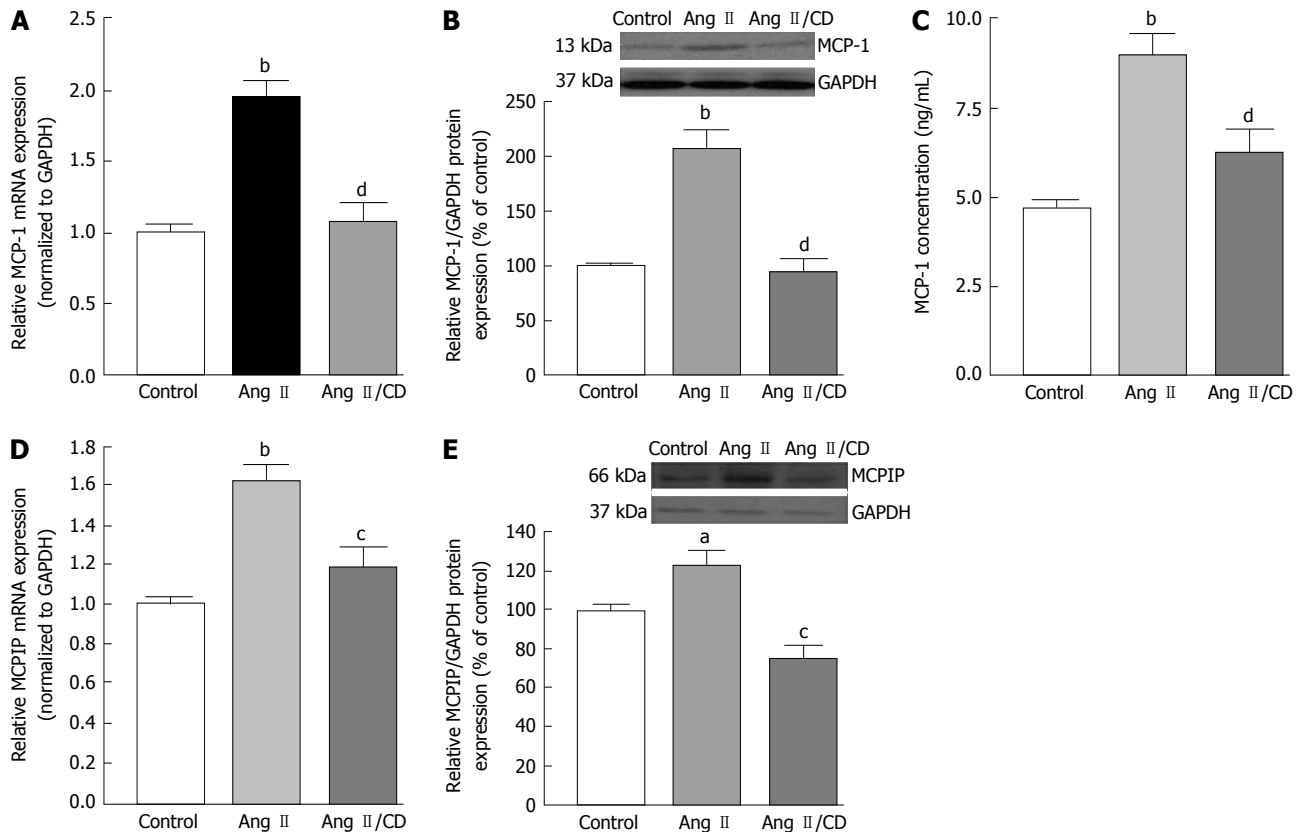 A
Relative MCP-1 mRNA expression
(normalized to GAPDH)
2.5
2.0
1.5
1.0
0.5
0.0
b
d
Control Ang Ⅱ Ang Ⅱ/CD
B
Control Ang Ⅱ Ang Ⅱ/CD
13 kDa MCP-1
37 kDa GAPDH
Relative MCP-1/GAPDH protein
expression (% of control)
250
200
150
100
50
0
b
d
Control Ang Ⅱ Ang Ⅱ/CD
C
MCP-1 concentration (ng/mL)
10.0
7.5
5.0
2.5
0.0
b
d
Control Ang Ⅱ Ang Ⅱ/CD
D
Relative MCPIP mRNA expression
(normalized to GAPDH)
1.8
1.6
1.4
1.2
1.0
0.8
0.6
0.4
0.2
0.0
b
c
Control Ang Ⅱ Ang Ⅱ/CD
E
Control Ang Ⅱ Ang Ⅱ/CD
66 kDa MCPIP
37 kDa GAPDH
Relative MCPIP/GAPDH protein
expression (% of control)
140
120
100
80
60
40
20
0
a
c
Control Ang Ⅱ Ang Ⅱ/CD